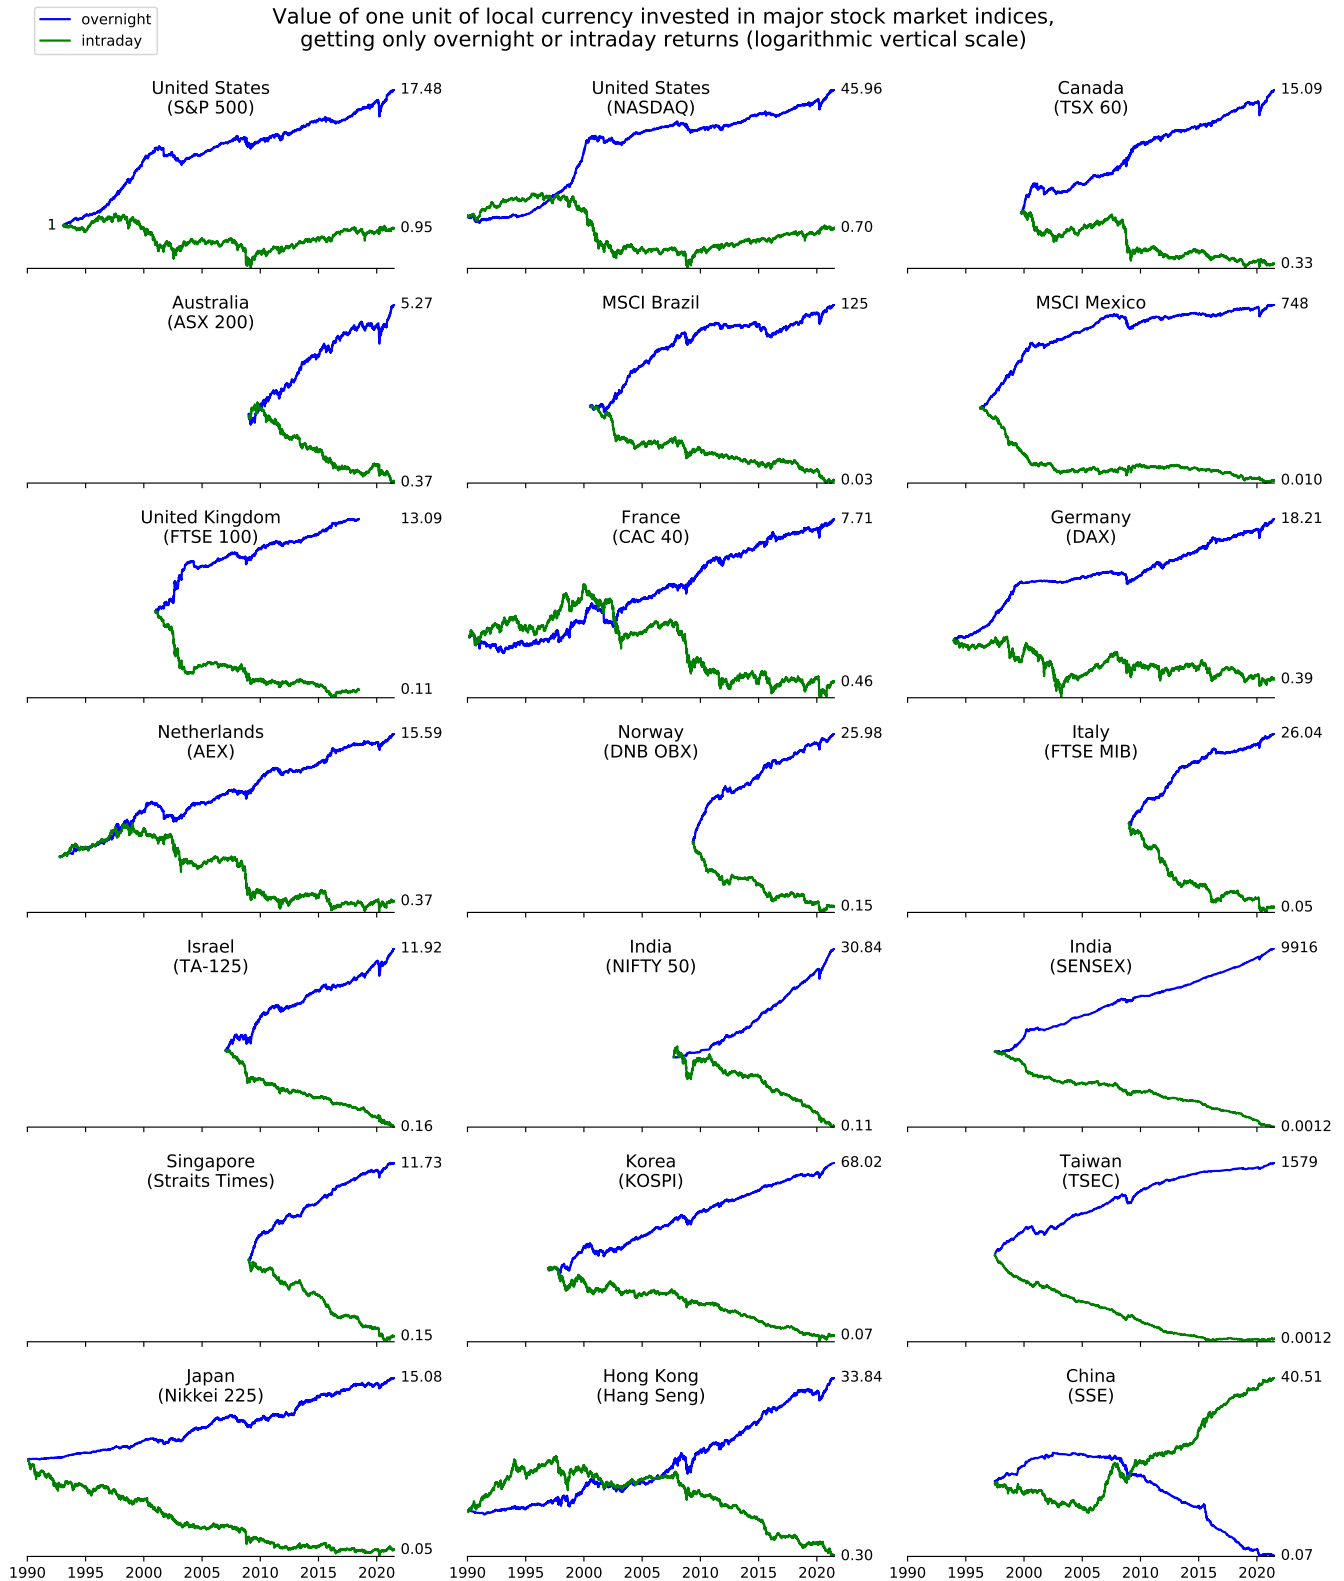 overnight
intraday
Value of one unit of local currency invested in major stock market indices,
getting only overnight or intraday returns (logarithmic vertical scale)
United States
(S&P 500)
17.48
1
0.95
United States
(NASDAQ)
45.96
0.70
Canada
(TSX 60)
15.09
0.33
Australia
(ASX 200)
5.27
0.37
MSCI Brazil
125
0.03
MSCI Mexico
748
0.010
United Kingdom
(FTSE 100)
13.09
0.11
France
(CAC 40)
7.71
0.46
Germany
(DAX)
18.21
0.39
Netherlands
(AEX)
15.59
0.37
Norway
(DNB OBX)
25.98
0.15
Italy
(FTSE MIB)
26.04
0.05
Israel
(TA-125)
11.92
0.16
India
(NIFTY 50)
30.84
0.11
India
(SENSEX)
9916
0.0012
Singapore
(Straits Times)
11.73
0.15
Korea
(KOSPI)
68.02
0.07
Taiwan
(TSEC)
1579
0.0012
Japan
(Nikkei 225)
15.08
0.05
Hong Kong
(Hang Seng)
33.84
0.30
China
(SSE)
40.51
0.07
1990 1995 2000 2005 2010 2015 2020
1990 1995 2000 2005 2010 2015 2020
1990 1995 2000 2005 2010 2015 2020